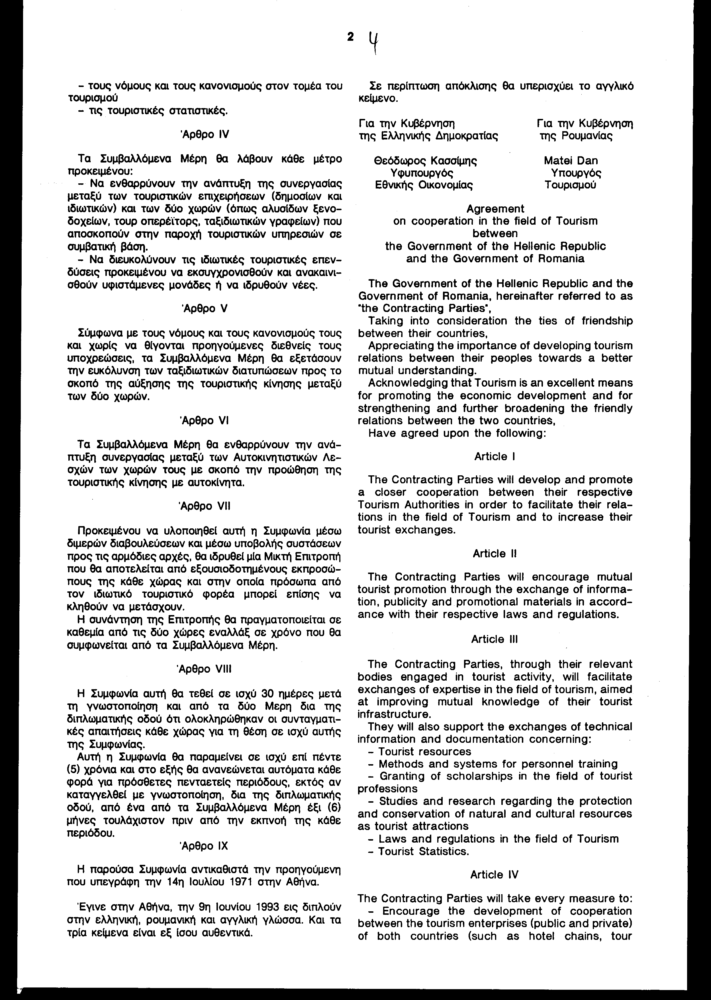 2 4
- τους νόμους και τους κανονισμούς στον τομέα του
τουρισμού
- τις τουριστικές στατιστικές.
'Αρθρο IV
Τα Συμβαλλόμενα Μέρη θα λάβουν κάθε μέτρο
προκειμένου:
- Να ενθαρρύνουν την ανάπτυξη της συνεργασίας
μεταξύ των τουριστικών επιχειρήσεων (δημοσίων και
ιδιωτικών) και των δύο χωρών (όπως αλυσίδων ξενο-
δοχείων, τουρ οπερέϊτορς, ταξιδιωτικών γραφείων) που
αποσκοπούν στην παροχή τουριστικών υπηρεσιών σε
συμβατική βάση.
- Να διευκολύνουν τις ιδιωτικές τουριστικές επεν-
δύσεις προκειμένου να εκσυγχρονισθούν και ανακαινι-
σθούν υφιστάμενες μονάδες ή να ιδρυθούν νέες.
'Αρθρο V
Σύμφωνα με τους νόμους και τους κανονισμούς τους
και χωρίς να θίγονται προηγούμενες διεθνείς τους
υποχρεώσεις, τα Συμβαλλόμενα Μέρη θα εξετάσουν
την ευκόλυνση των ταξιδιωτικών διατυπώσεων προς το
σκοπό της αύξησης της τουριστικής κίνησης μεταξύ
των δύο χωρών.
'Αρθρο VI
Τα Συμβαλλόμενα Μέρη θα ενθαρρύνουν την ανά-
πτυξη συνεργασίας μεταξύ των Αυτοκινητιστικών Λε-
σχών των χωρών τους με σκοπό την προώθηση της
τουριστικής κίνησης με αυτοκίνητα.
'Αρθρο VII
Προκειμένου να υλοποιηθεί αυτή η Συμφωνία μέσω
διμερών διαβουλεύσεων και μέσω υποβολής συστάσεων
προς τις αρμόδιες αρχές, θα ιδρυθεί μία Μικτή Επιτροπή
που θα αποτελείται από εξουσιοδοτημένους εκπροσώ-
πους της κάθε χώρας και στην οποία πρόσωπα από
τον ιδιωτικό τουριστικό φορέα μπορεί επίσης να
κληθούν να μετάσχουν.
Η συνάντηση της Επιτροπής θα πραγματοποιείται σε
καθεμία από τις δύο χώρες εναλλάξ σε χρόνο που θα
συμφωνείται από τα Συμβαλλόμενα Μέρη.
'Αρθρο VIII
Η Συμφωνία αυτή θα τεθεί σε ισχύ 30 ημέρες μετά
τη γνωστοποίηση και από τα δύο Μερη δια της
διπλωματικής οδού ότι ολοκληρώθηκαν οι συνταγματι-
κές απαιτήσεις κάθε χώρας για τη θέση σε ισχύ αυτής
της Συμφωνίας.
Αυτή η Συμφωνία θα παραμείνει σε ισχύ επί πέντε
(5) χρόνια και στο εξής θα ανανεώνεται αυτόματα κάθε
φορά για πρόσθετες πενταετείς περιόδους, εκτός αν
καταγγελθεί με γνωστοποίηση, δια της διπλωματικής
οδού, από ένα από τα Συμβαλλόμενα Μέρη έξι (6)
μήνες τουλάχιστον πριν από την εκπνοή της κάθε
περιόδου.
'Αρθρο IX
Η παρούσα Συμφωνία αντικαθιστά την προηγούμενη
που υπεγράφη την 14η Ιουλίου 1971 στην Αθήνα.
'Εγινε στην Αθήνα, την 9η Ιουνίου 1993 εις διπλούν
στην ελληνική, ρουμανική και αγγλική γλώσσα. Και τα
τρία κείμενα είναι εξ ίσου αυθεντικά.
Σε περίπτωση απόκλισης θα υπερισχύει το αγγλικό
κείμενο.
Για την Κυβέρνηση Για την Κυβέρνηση
της Ελληνικής Δημοκρατίας της Ρουμανίας
Θεόδωρος Κασσίμης Matei Dan
Υφυπουργός Υπουργός
Εθνικής Οικονομίας Τουρισμού
Agreement
on cooperation in the field of Tourism
between
the Government of the Hellenic Republic
and the Government of Romania
The Government of the Hellenic Republic and the
Government of Romania, hereinafter referred to as
"the Contracting Parties",
Taking into consideration the ties of friendship
between their countries,
Appreciating the importance of developing tourism
relations between their peoples towards a better
mutual understanding.
Acknowledging that Tourism is an excellent means
for promoting the economic development and for
strengthening and further broadening the friendly
relations between the two countries,
Have agreed upon the following:
Article I
The Contracting Parties will develop and promote
a closer cooperation between their respective
Tourism Authorities in order to facilitate their rela-
tions in the field of Tourism and to increase their
tourist exchanges.
Article II
The Contracting Parties will encourage mutual
tourist promotion through the exchange of informa-
tion, publicity and promotional materials in accord-
ance with their respective laws and regulations.
Article III
The Contracting Parties, through their relevant
bodies engaged in tourist activity, will facilitate
exchanges of expertise in the field of tourism, aimed
at improving mutual knowledge of their tourist
infrastructure.
They will also support the exchanges of technical
information and documentation concerning:
- Tourist resources
- Methods and systems for personnel training
- Granting of scholarships in the field of tourist
professions
- Studies and research regarding the protection
and conservation of natural and cultural resources
as tourist attractions
- Laws and regulations in the field of Tourism
- Tourist Statistics.
Article IV
The Contracting Parties will take every measure to:
- Encourage the development of cooperation
between the tourism enterprises (public and private)
of both countries (such as hotel chains, tour